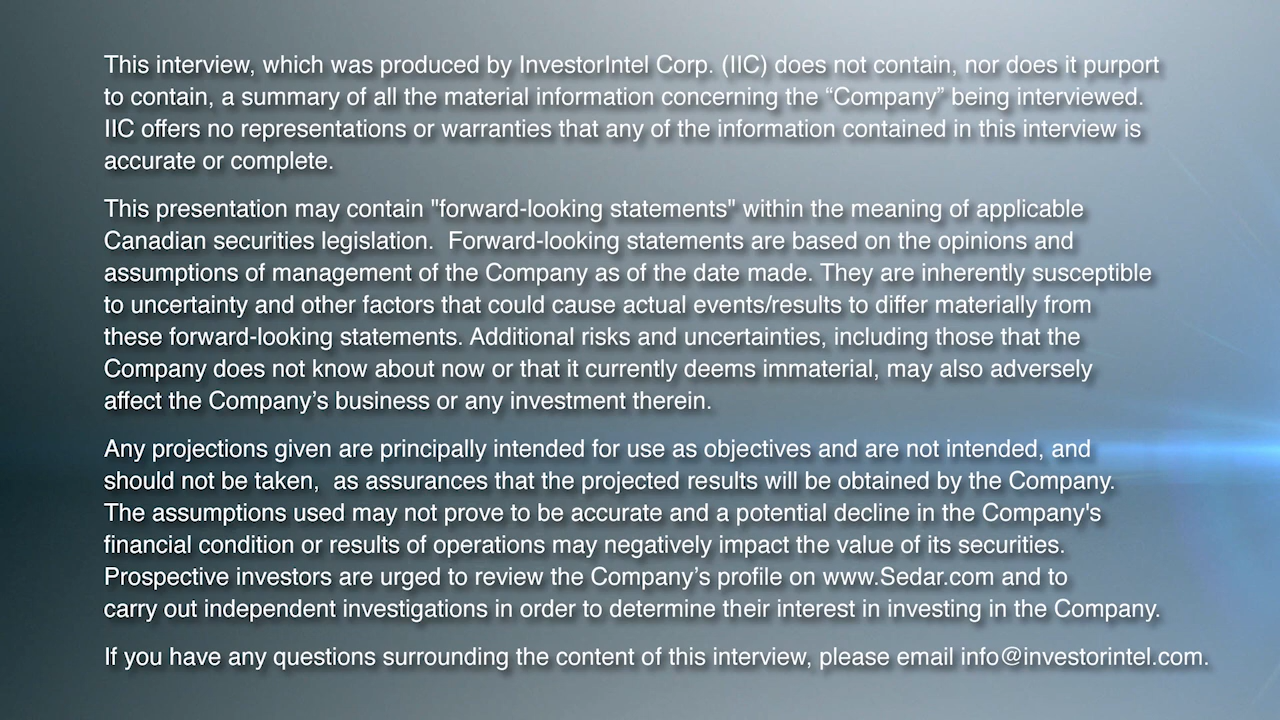 This interview, which was produced by InvestorIntel Corp. (IIC) does not contain, nor does it purport
to contain, a summary of all the material information concerning the “Company” being interviewed.
IIC offers no representations or warranties that any of the information contained in this interview is
accurate or complete.
This presentation may contain "forward-looking statements" within the meaning of applicable
Canadian securities legislation.  Forward-looking statements are based on the opinions and
assumptions of management of the Company as of the date made. They are inherently susceptible
to uncertainty and other factors that could cause actual events/results to differ materially from
these forward-looking statements. Additional risks and uncertainties, including those that the
Company does not know about now or that it currently deems immaterial, may also adversely
affect the Company’s business or any investment therein.
Any projections given are principally intended for use as objectives and are not intended, and
should not be taken,  as assurances that the projected results will be obtained by the Company.
The assumptions used may not prove to be accurate and a potential decline in the Company's
financial condition or results of operations may negatively impact the value of its securities.
Prospective investors are urged to review the Company’s profile on www.Sedar.com and to
carry out independent investigations in order to determine their interest in investing in the Company.
If you have any questions surrounding the content of this interview, please email info@investorintel.com.